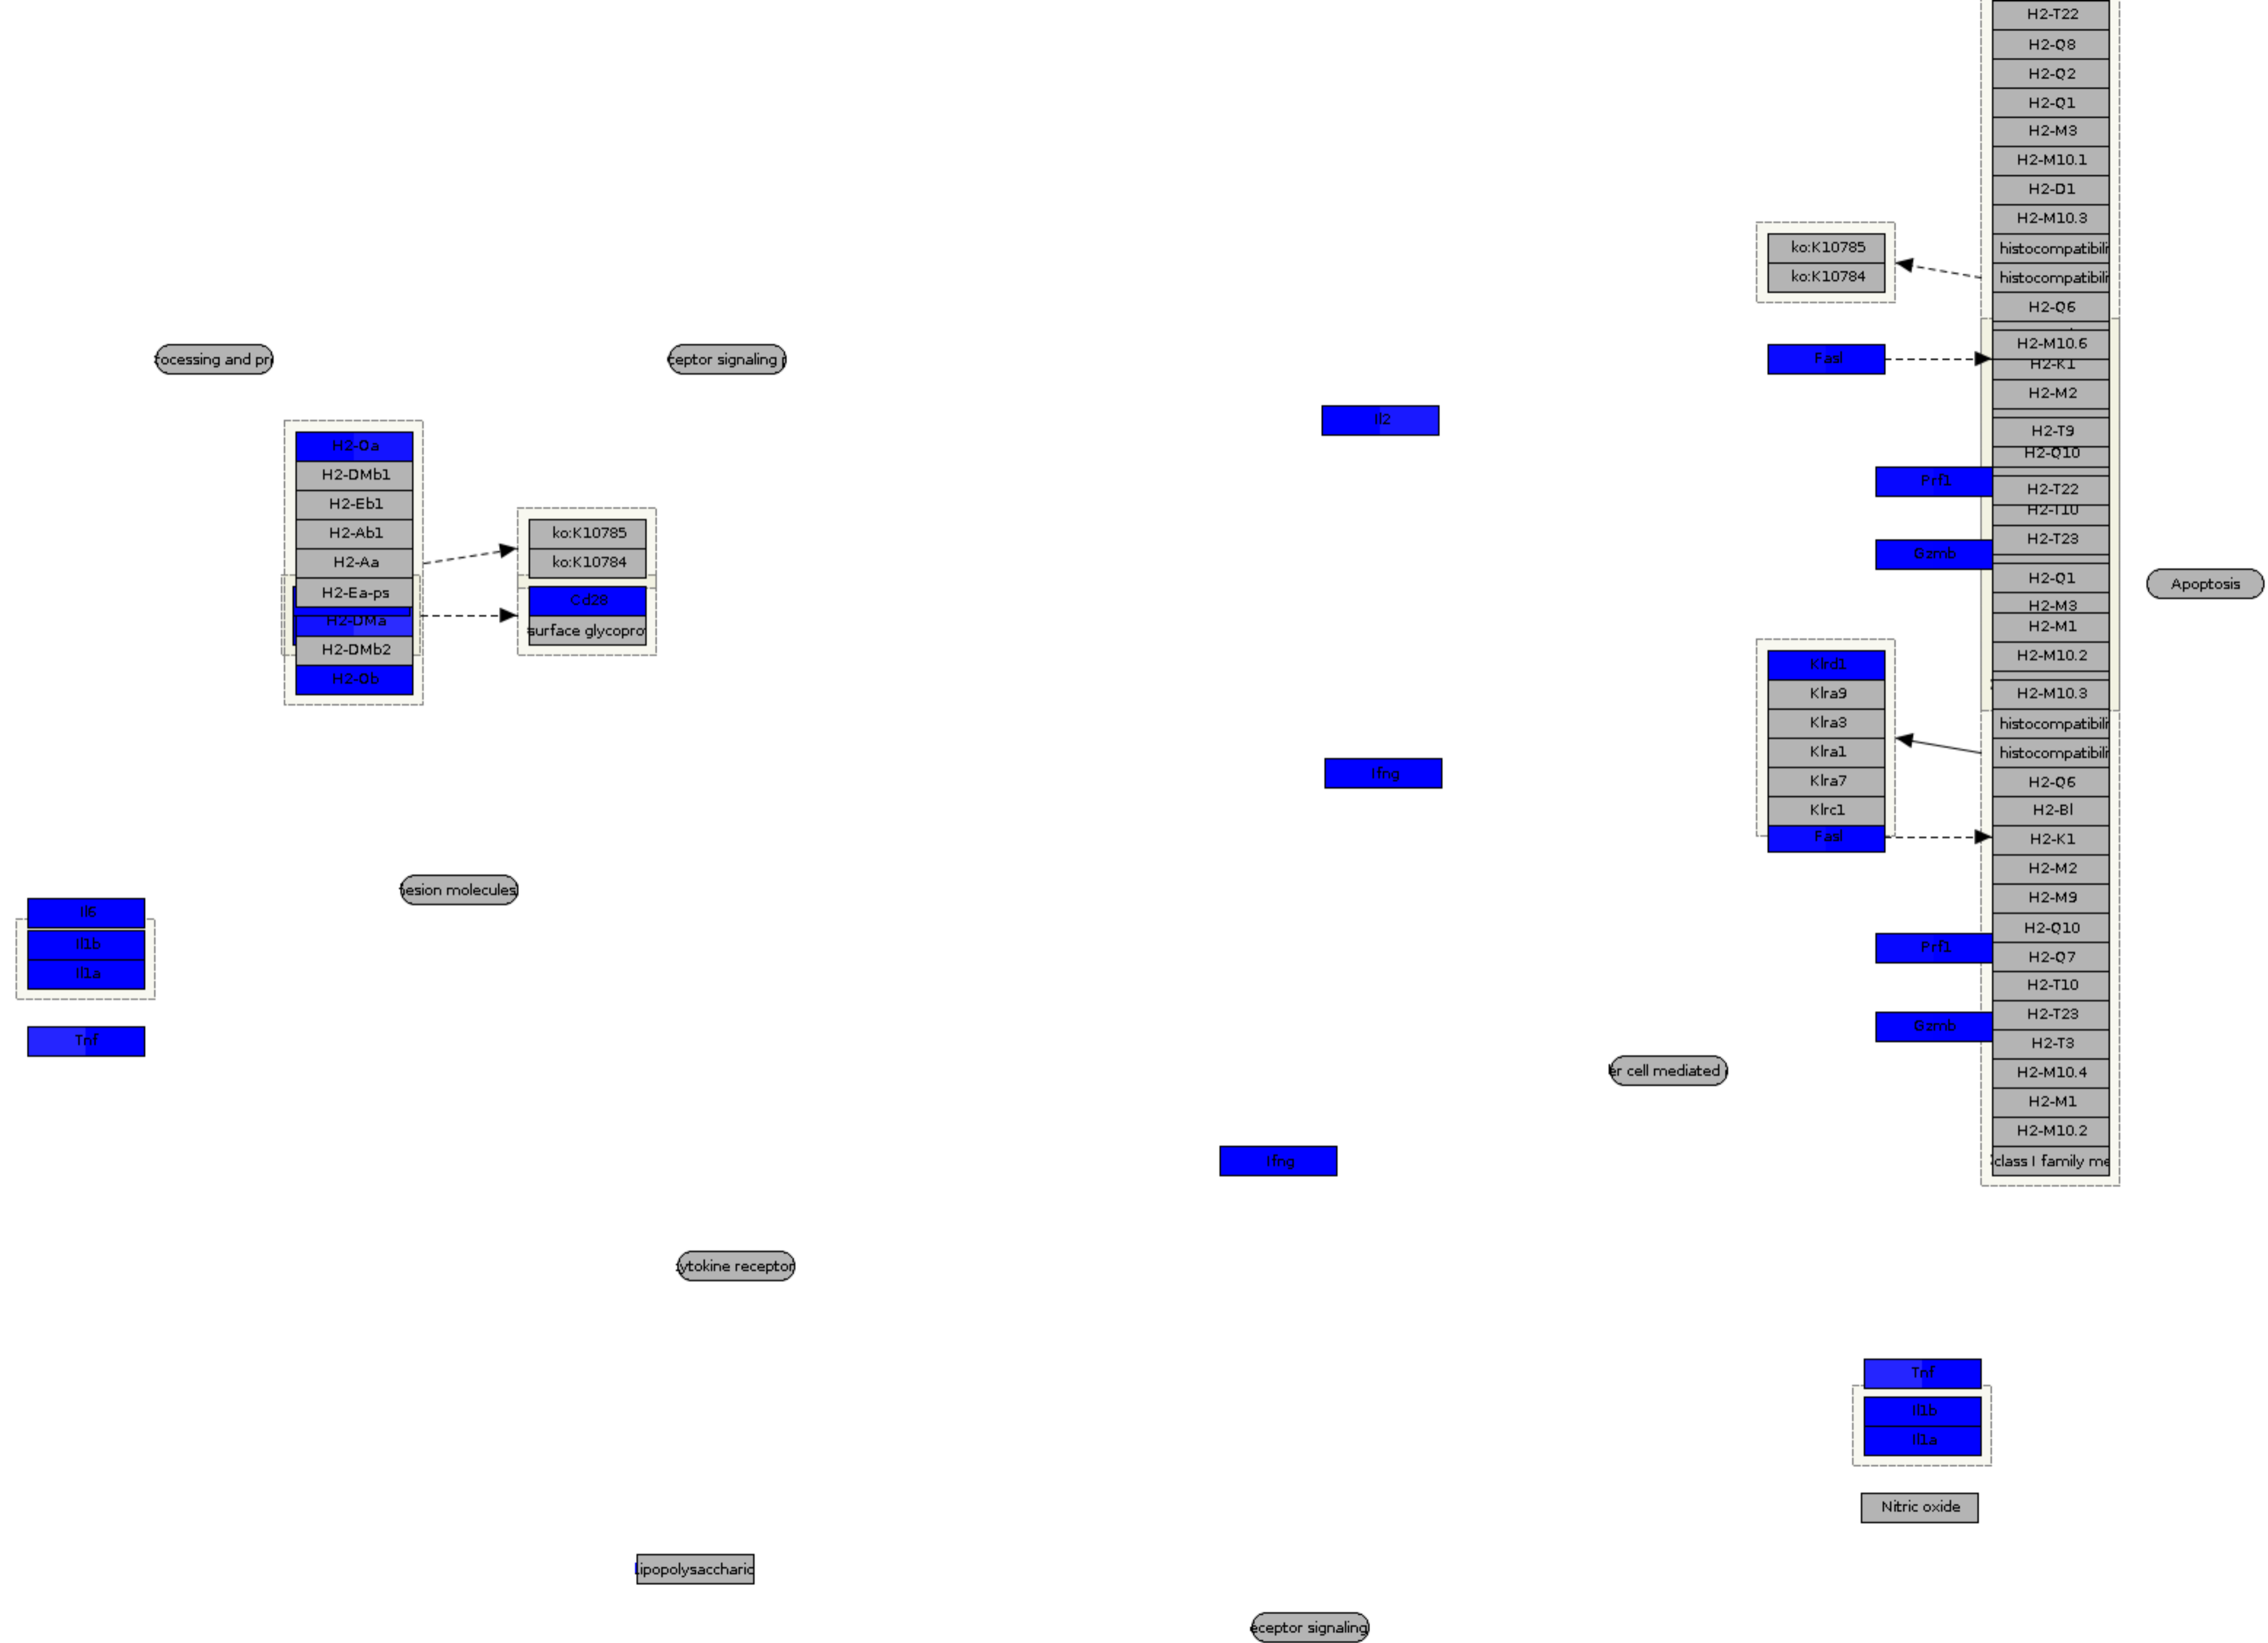 ocessing and pr
ceptor signaling p
H2-Oa
H2-DMb1
H2-Eb1
H2-Ab1
H2-Aa
H2-Ea-ps
H2-DMa
H2-DMb2
H2-Ob
ko:K10785
ko:K10784
Cd28
surface glycopro
esion molecules
Il6
Il1b
Il1a
Tnf
ytokine receptor
ipopolysaccharid
Il2
Ifng
Ifng
er cell mediated
eceptor signaling
ko:K10785
ko:K10784
Fasl
Prf1
Gzmb
Klrd1
Klra9
Klra3
Klra1
Klra7
Klrc1
Fasl
Prf1
Gzmb
H2-T22
H2-Q8
H2-Q2
H2-Q1
H2-M3
H2-M10.1
H2-D1
H2-M10.3
histocompatibili
histocompatibili
H2-Q6
H2-M10.6
H2-K1
H2-M2
H2-T9
H2-Q10
H2-T22
H2-T10
H2-T23
H2-Q1
H2-M3
H2-M1
H2-M10.2
H2-M10.3
histocompatibili
histocompatibili
H2-Q6
H2-Bl
H2-K1
H2-M2
H2-M9
H2-Q10
H2-Q7
H2-T10
H2-T23
H2-T3
H2-M10.4
H2-M1
H2-M10.2
class I family me
Apoptosis
Tnf
Il1b
Il1a
Nitric oxide